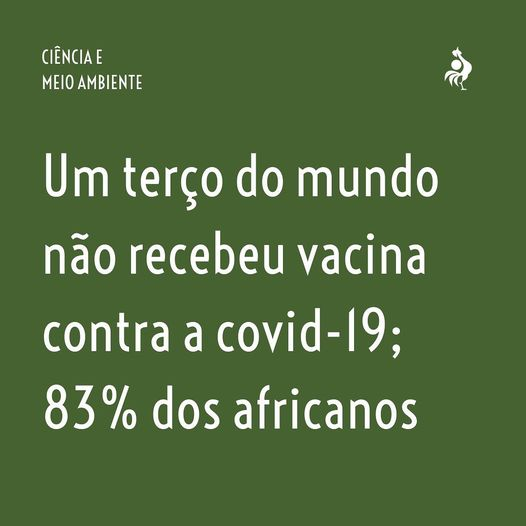 CIÊNCIA E
MEIO AMBIENTE
Um terço do mundo
não recebeu vacina
contra a covid-19;
83% dos africanos